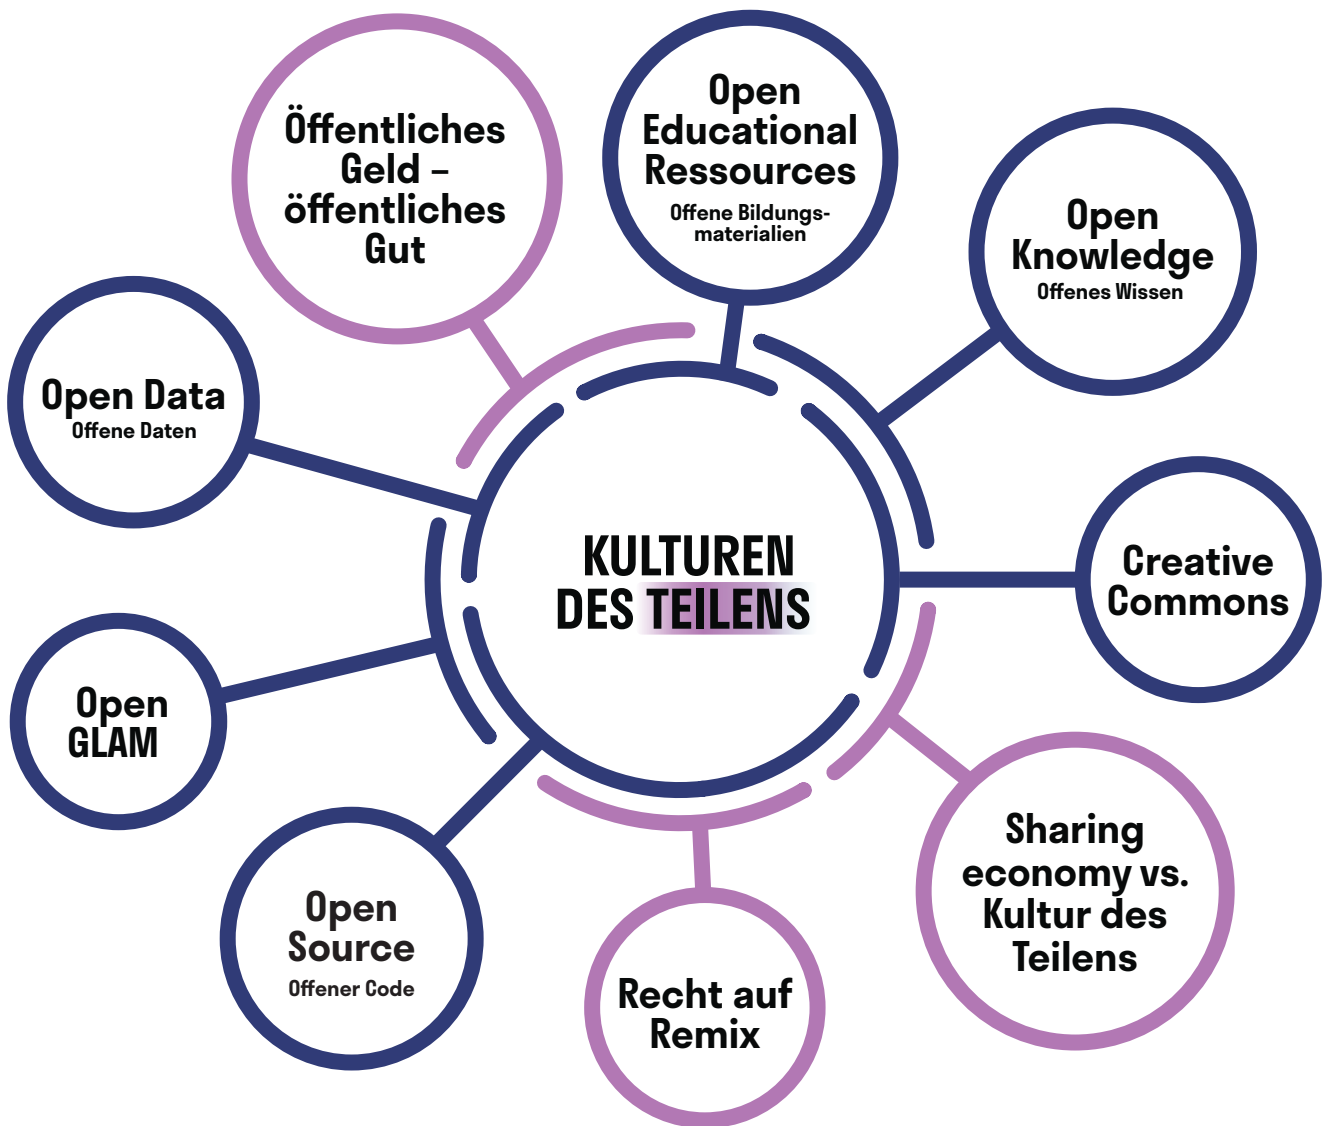 Öffentliches
Geld –
öffentliches
Gut
Open
Educational
Ressources
Offene Bildungs-
materialien
Open
Knowledge
Offenes Wissen
Open Data
Offene Daten
KULTUREN
DES TEILENS
Creative
Commons
Open
GLAM
Sharing
economy vs.
Kultur des
Teilens
Open
Source
Offener Code
Recht auf
Remix